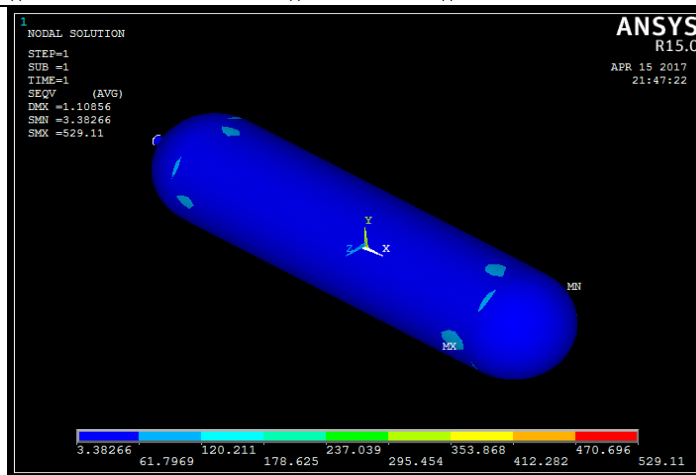 1
NODAL SOLUTION
STEP=1
SUB =1
TIME=1
SEQV (AVG)
DMX =1.10856
SMN =3.38266
SMX =529.11
ANSYS
R15.0
APR 15 2017
21:47:22
Y
Z X
MN
MX
3.38266 120.211 237.039 353.868 470.696
61.7969 178.625 295.454 412.282 529.11